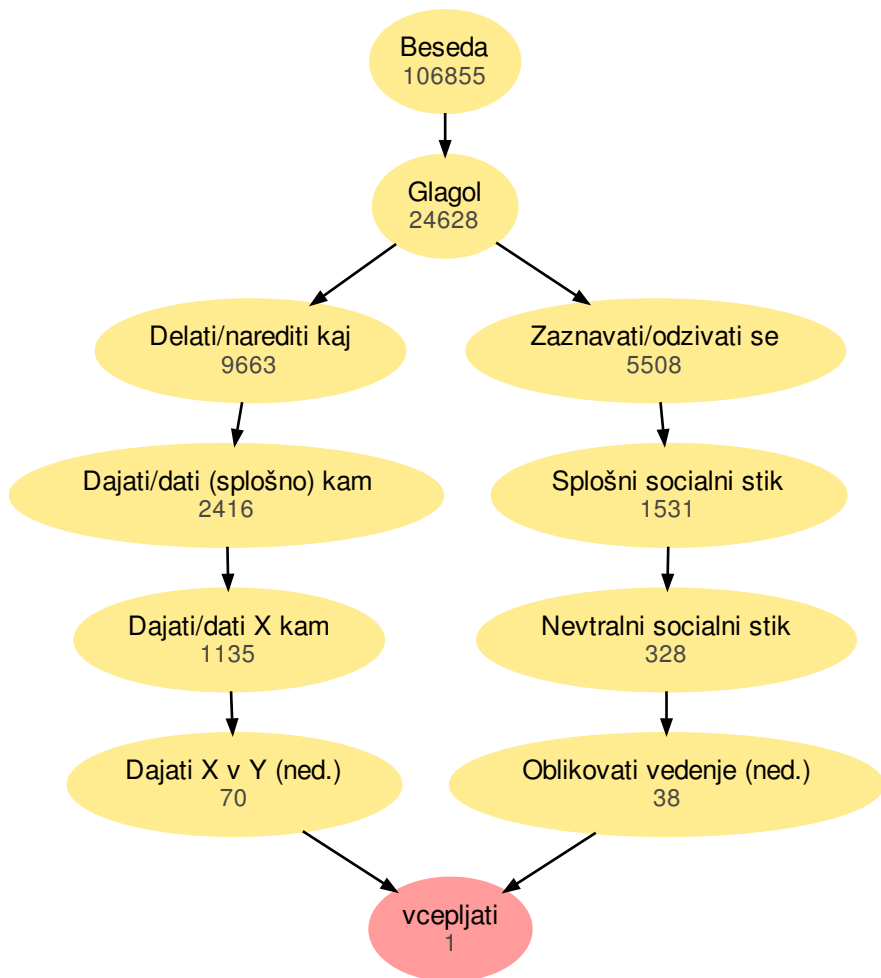 Beseda
106855
Glagol
24628
Delati/narediti kaj
9663
Zaznavati/odzivati se
5508
Dajati/dati (splošno) kam
2416
Splošni socialni stik
1531
Dajati/dati X kam
1135
Nevtralni socialni stik
328
Dajati X v Y (ned.)
70
Oblikovati vedenje (ned.)
38
vcepljati
1